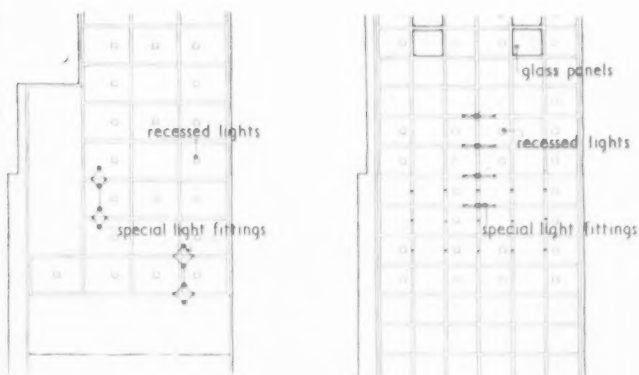 recessed lights
special light fittings
glass panels
recessed lights
special light fittings